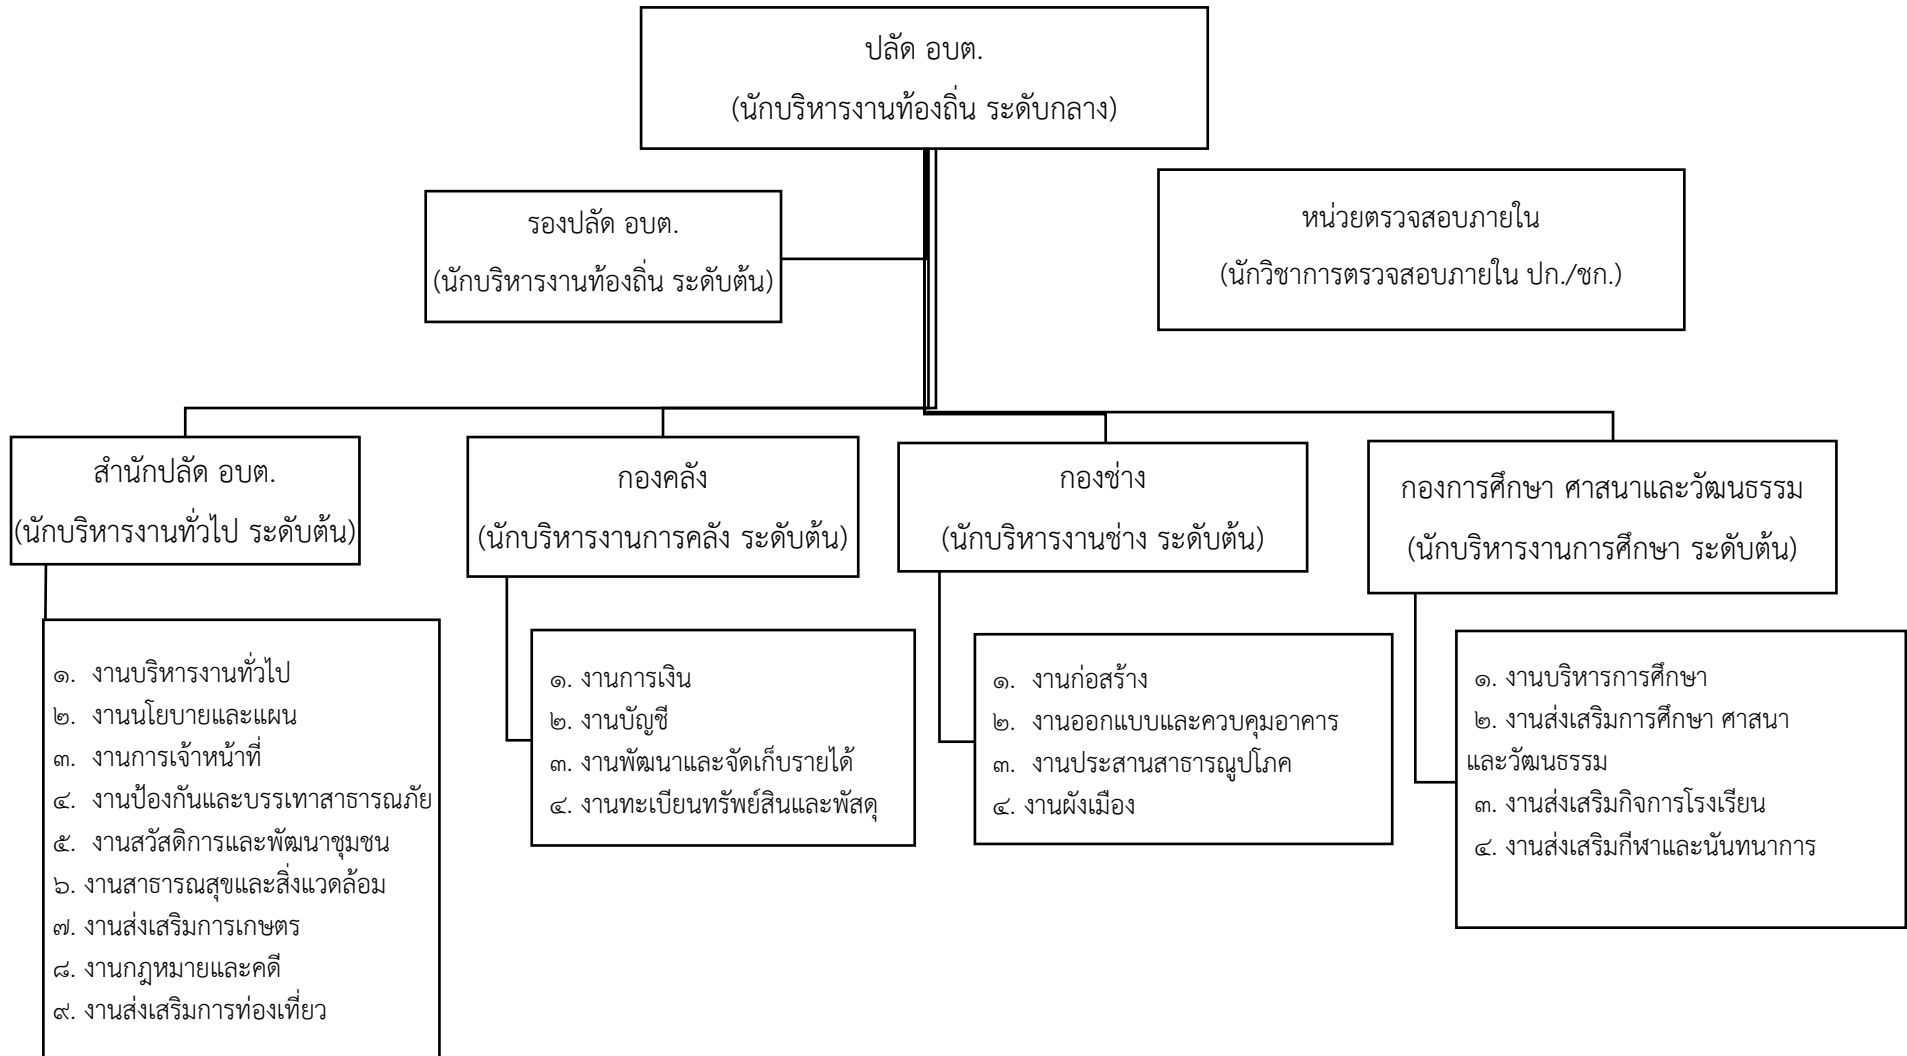 ปลัด อบต.
(นักบริหารงานท้องถิ่น ระดับกลาง)
รองปลัด อบต.
(นักบริหารงานท้องถิ่น ระดับต้น)
หน่วยตรวจสอบภายใน
(นักวิชาการตรวจสอบภายใน ปก./ชก.)
สำนักปลัด อบต.
(นักบริหารงานทั่วไป ระดับต้น)
กองคลัง
(นักบริหารงานการคลัง ระดับต้น)
กองช่าง
(นักบริหารงานช่าง ระดับต้น)
กองการศึกษา ศาสนาและวัฒนธรรม
(นักบริหารงานการศึกษา ระดับต้น)
๑. งานบริหารงานทั่วไป
๒. งานนโยบายและแผน
๓. งานการเจ้าหน้าที่
๔. งานป้องกันและบรรเทาสาธารณภัย
๕. งานสวัสดิการและพัฒนาชุมชน
๖. งานสาธารณสุขและสิ่งแวดล้อม
๗. งานส่งเสริมการเกษตร
๘. งานกฎหมายและคดี
๙. งานส่งเสริมการท่องเที่ยว
๑. งานการเงิน
๒. งานบัญชี
๓. งานพัฒนาและจัดเก็บรายได้
๔. งานทะเบียนทรัพย์สินและพัสดุ
๑. งานก่อสร้าง
๒. งานออกแบบและควบคุมอาคาร
๓. งานประสานสาธารณูปโภค
๔. งานผังเมือง
๑. งานบริหารการศึกษา
๒. งานส่งเสริมการศึกษา ศาสนา
และวัฒนธรรม
๓. งานส่งเสริมกิจการโรงเรียน
๔. งานส่งเสริมกีฬาและนันทนาการ